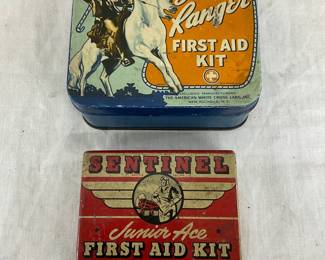 Ranger
FIRST AID
KIT
THE AMERICAN WHITE CROSS LABS., INC.
NEW ROCHELLE, N.Y.
SENTINEL
Junior Ace
FIRST AID KIT